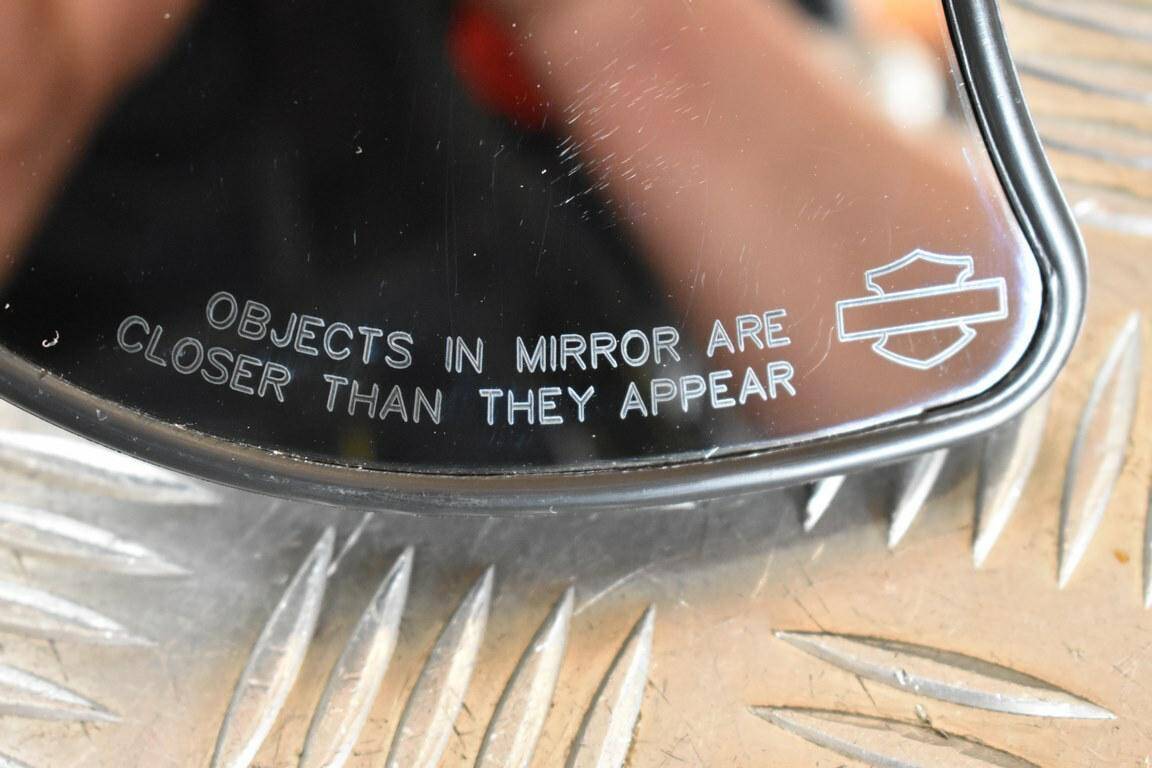 OBJECTS IN MIRROR ARE
CLOSER THAN THEY APPEAR